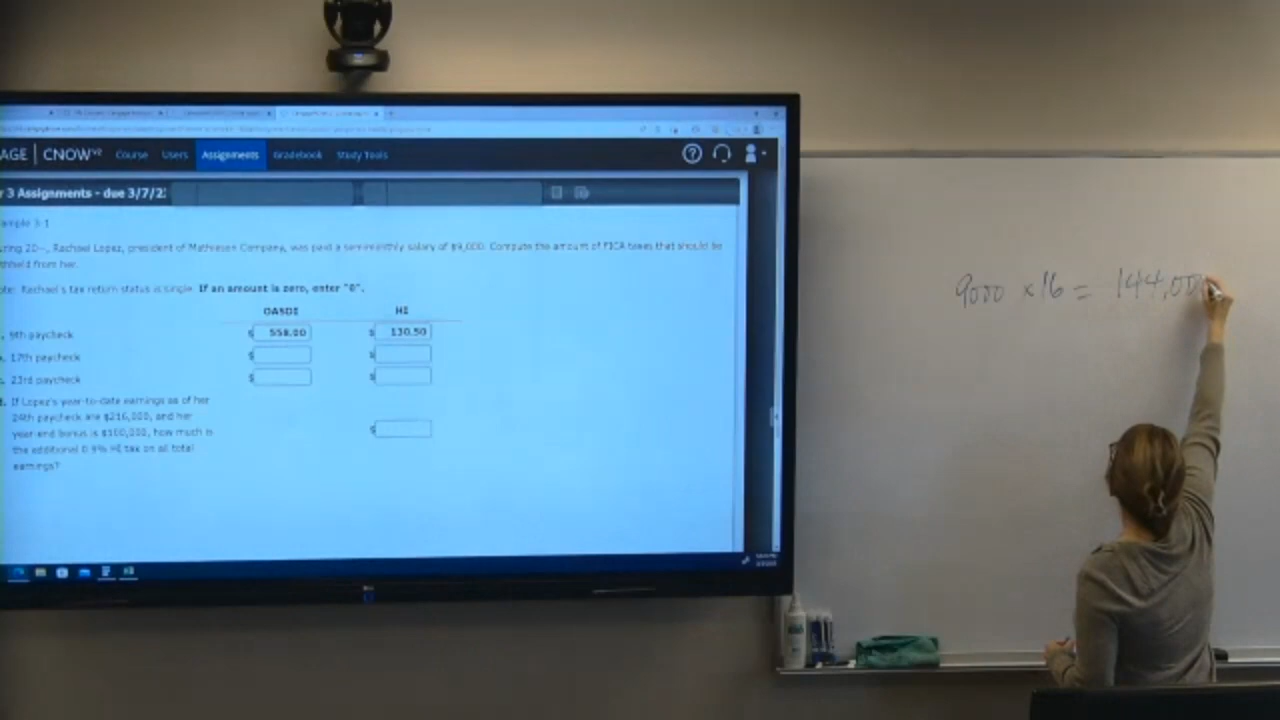 AGE | CNOWv2 Course Users Assignments Gradebook Study Tools
r 3 Assignments - due 3/7/2
ample 3-1
ring 20--, Rachael Lopez, president of Mathieson Company, was paid a semimonthly salary of $9,000. Compute the amount of FICA taxes that should be
thheld from her.
ote: Rachael's tax return status is single. If an amount is zero, enter "0".
OASDI HI
9th paycheck $ 558.00 $ 130.50
17th paycheck $ $
23rd paycheck $ $
If Lopez's year-to-date earnings as of her
24th paycheck are $216,000, and her
year-end bonus is $100,000, how much is
the additional 0.9% HI tax on all total
earnings?
$
9000 x 16 = 144,000